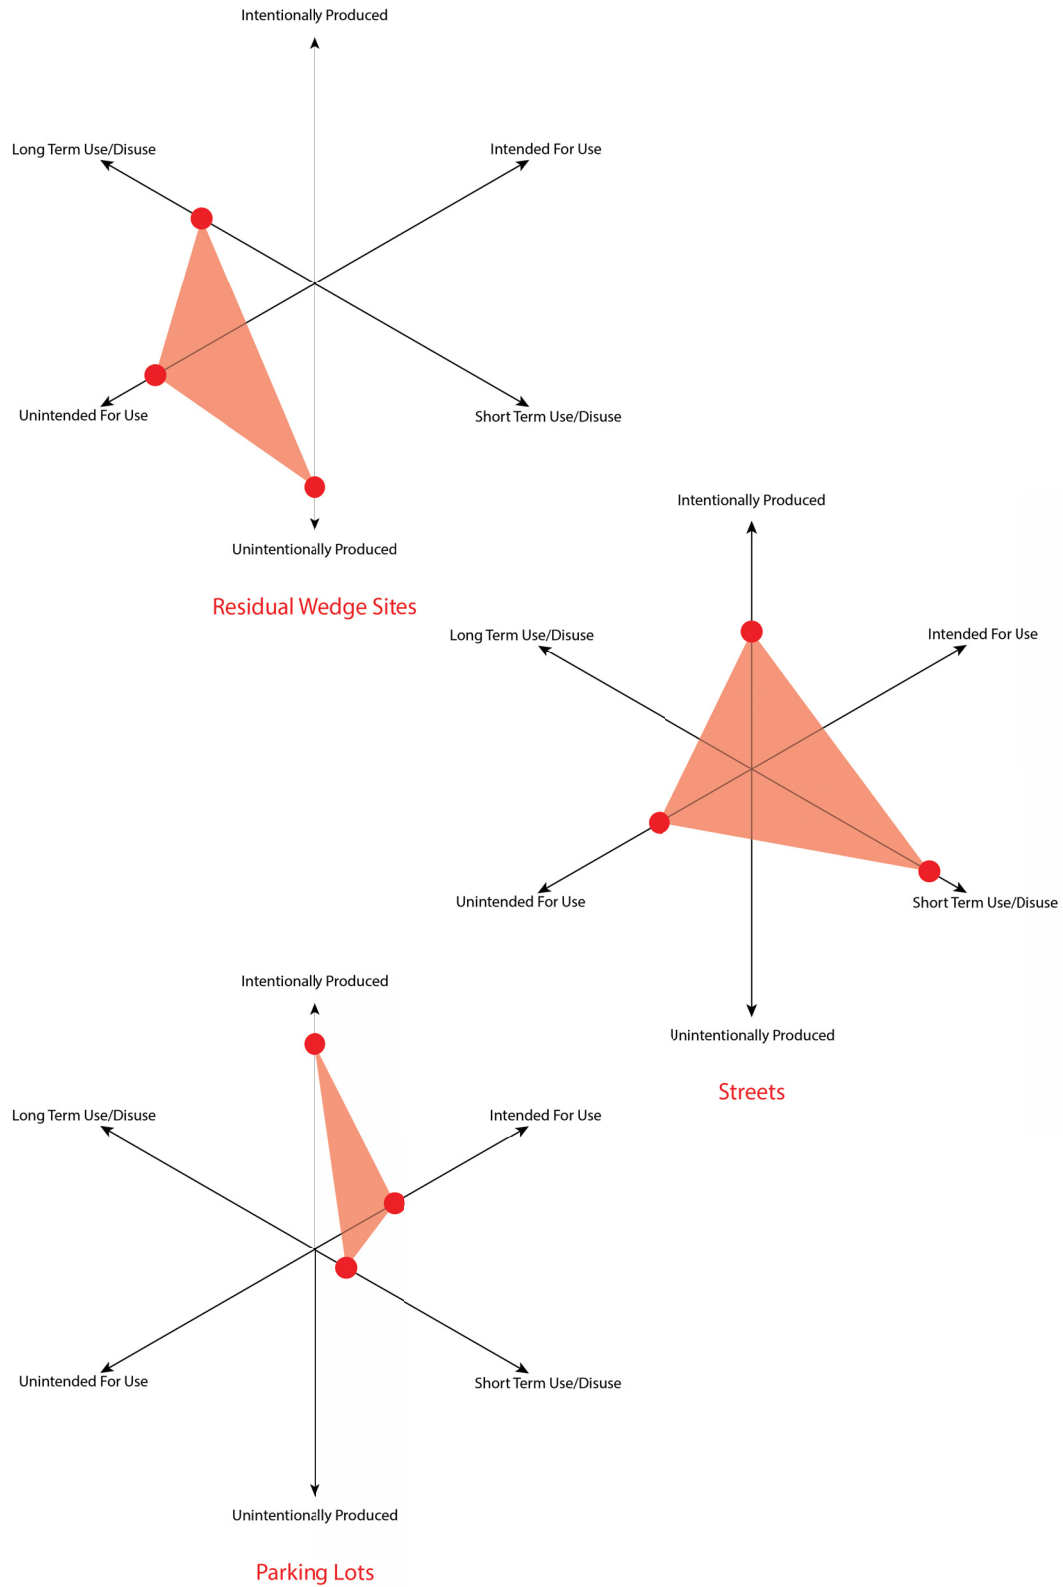 Intentionally Produced
Long Term Use/Disuse
Intended For Use
Unintended For Use
Short Term Use/Disuse
Unintentionally Produced
Residual Wedge Sites
Intentionally Produced
Long Term Use/Disuse
Intended For Use
Unintended For Use
Short Term Use/Disuse
Unintentionally Produced
Streets
Intentionally Produced
Long Term Use/Disuse
Intended For Use
Unintended For Use
Short Term Use/Disuse
Unintentionally Produced
Parking Lots